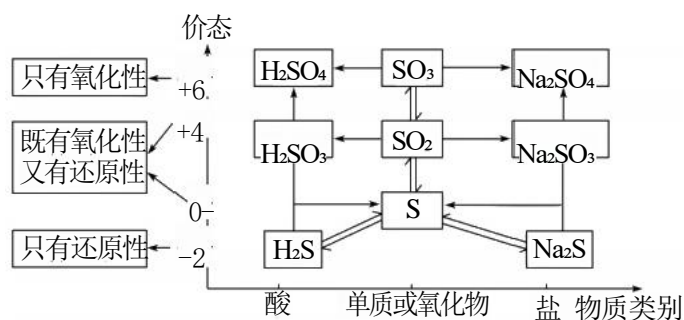 价态
只有氧化性
+6
H₂SO₄
SO₃
Na₂SO₄
既有氧化性
又有还原性
+4
H₂SO₃
SO₂
Na₂SO₃
0
S
只有还原性
-2
H₂S
Na₂S
酸
单质或氧化物
盐
物质类别